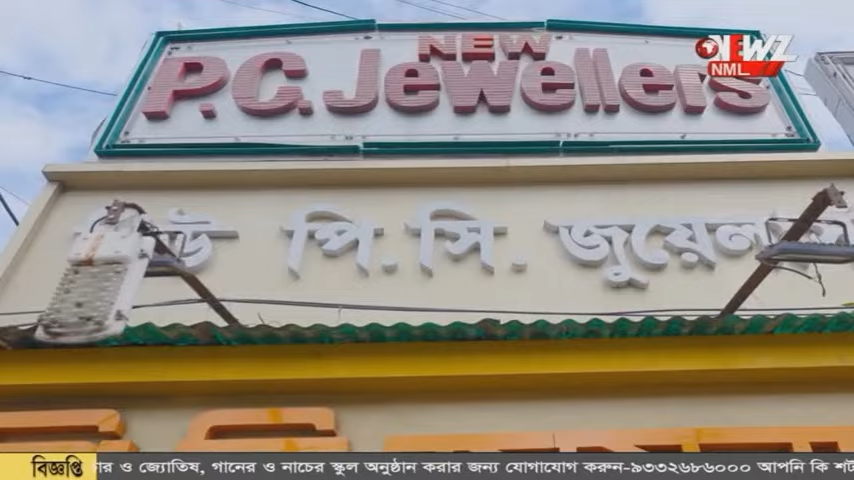 NEW
P.C. Jewellers
NEWZ
NML
নিউ পি. সি. জুয়েলার্স
বিজ্ঞপ্তি
ও জ্যোতিষ, গানের ও নাচের স্কুল অনুষ্ঠান করার জন্য যোগাযোগ করুন-৯৩৩২৬৮৬০০০ আপনি কি